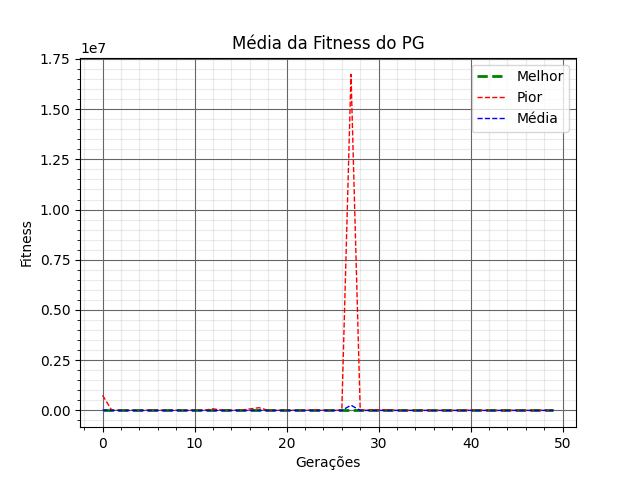 Média da Fitness do PG
1e7
1.75
1.50
1.25
1.00
0.75
0.50
0.25
0.00
Fitness
0 10 20 30 40 50
Gerações
Melhor
Pior
Média